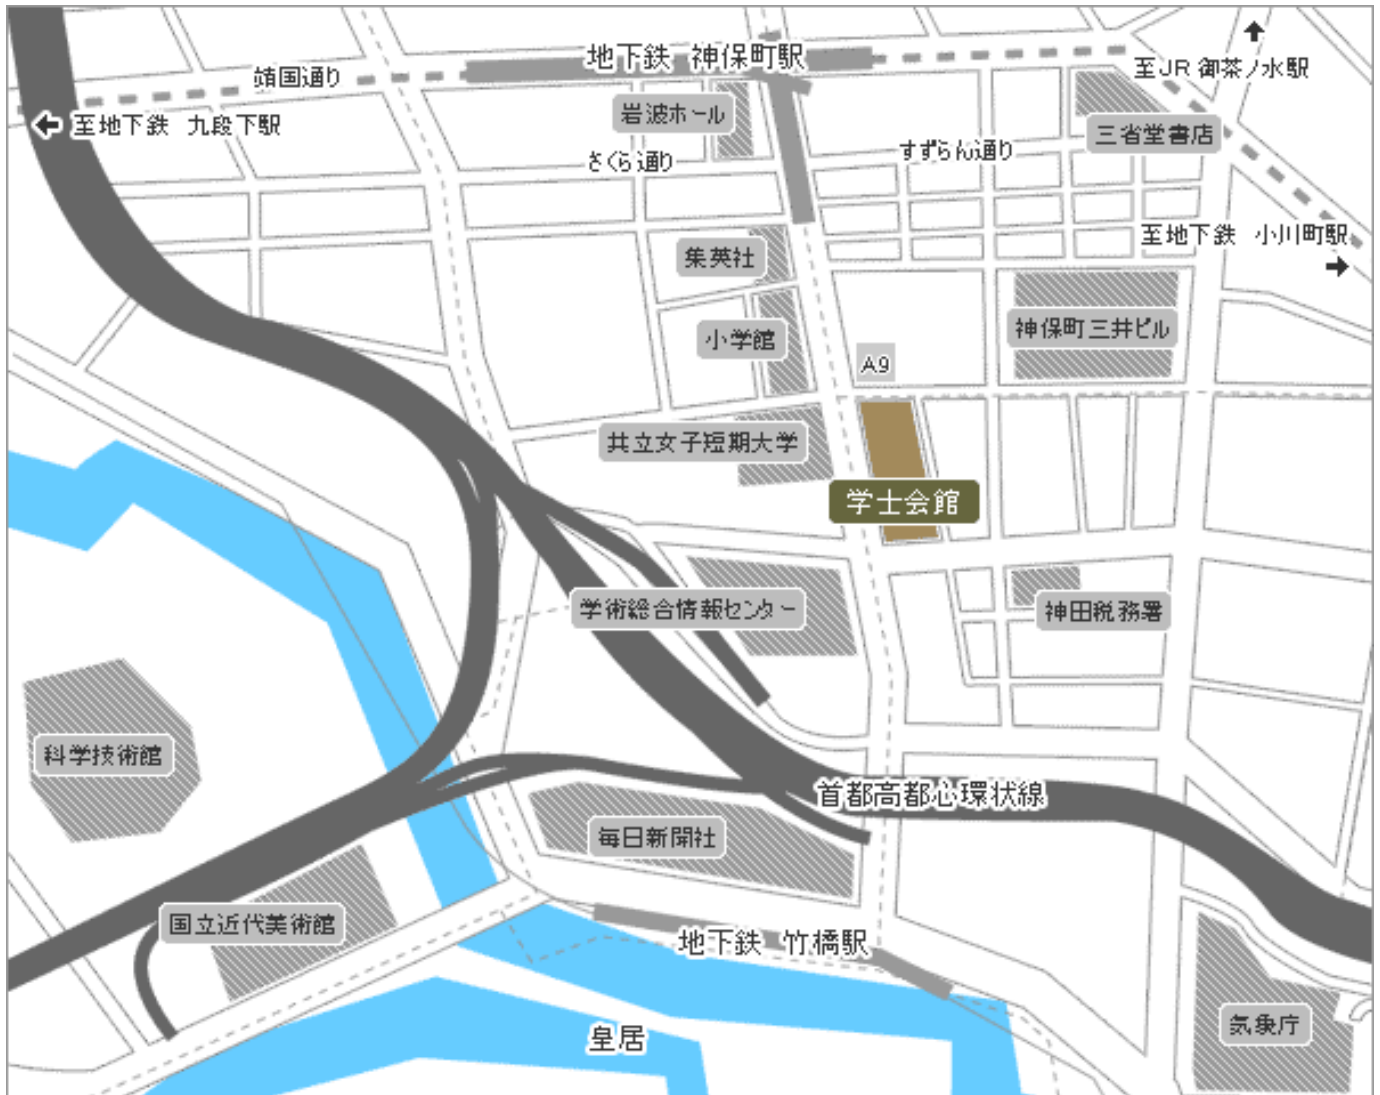 地下鉄 神保町駅
靖国通り
至JR 御茶ノ水駅
至地下鉄 九段下駅
岩波ホール
三省堂書店
さくら通り
すずらん通り
至地下鉄 小川町駅
集英社
小学館
神保町三井ビル
A9
共立女子短期大学
学士会館
学術総合情報センター
神田税務署
科学技術館
首都高都心環状線
毎日新聞社
国立近代美術館
地下鉄 竹橋駅
気象庁
皇居